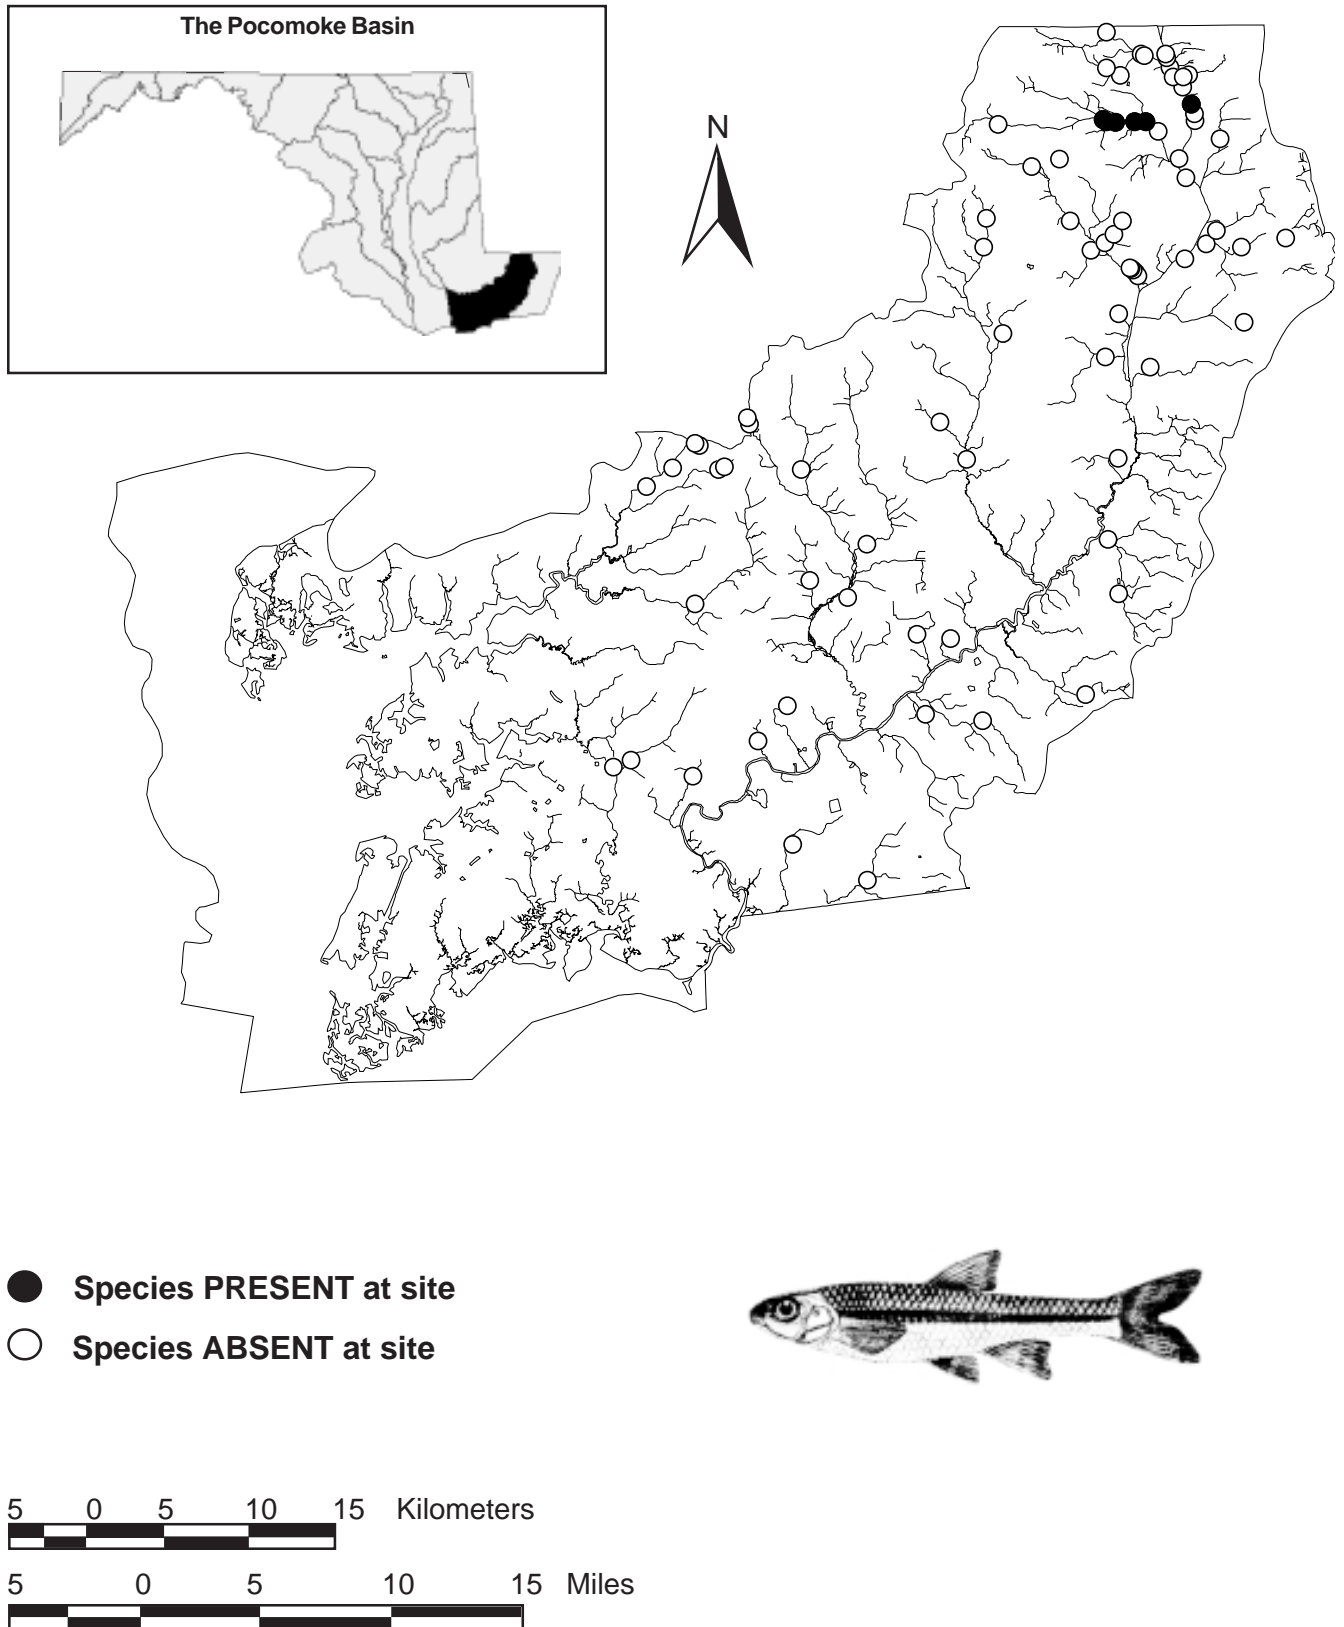 The Pocomoke Basin
N
Species PRESENT at site
Species ABSENT at site
5 0 5 10 15 Kilometers
5 0 5 10 15 Miles